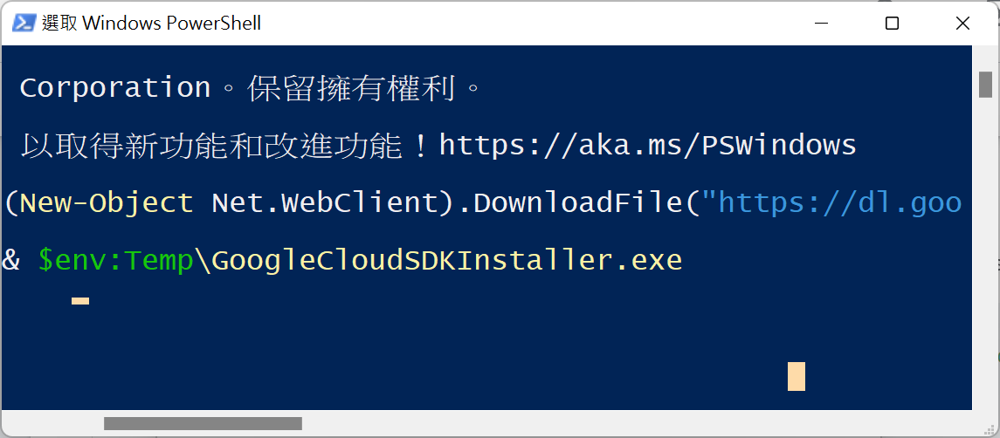 選取 Windows PowerShell
Corporation。保留擁有權利。
以取得新功能和改進功能！https://aka.ms/PSWindows
(New-Object Net.WebClient).DownloadFile("https://dl.goo
& $env:Temp\GoogleCloudSDKInstaller.exe